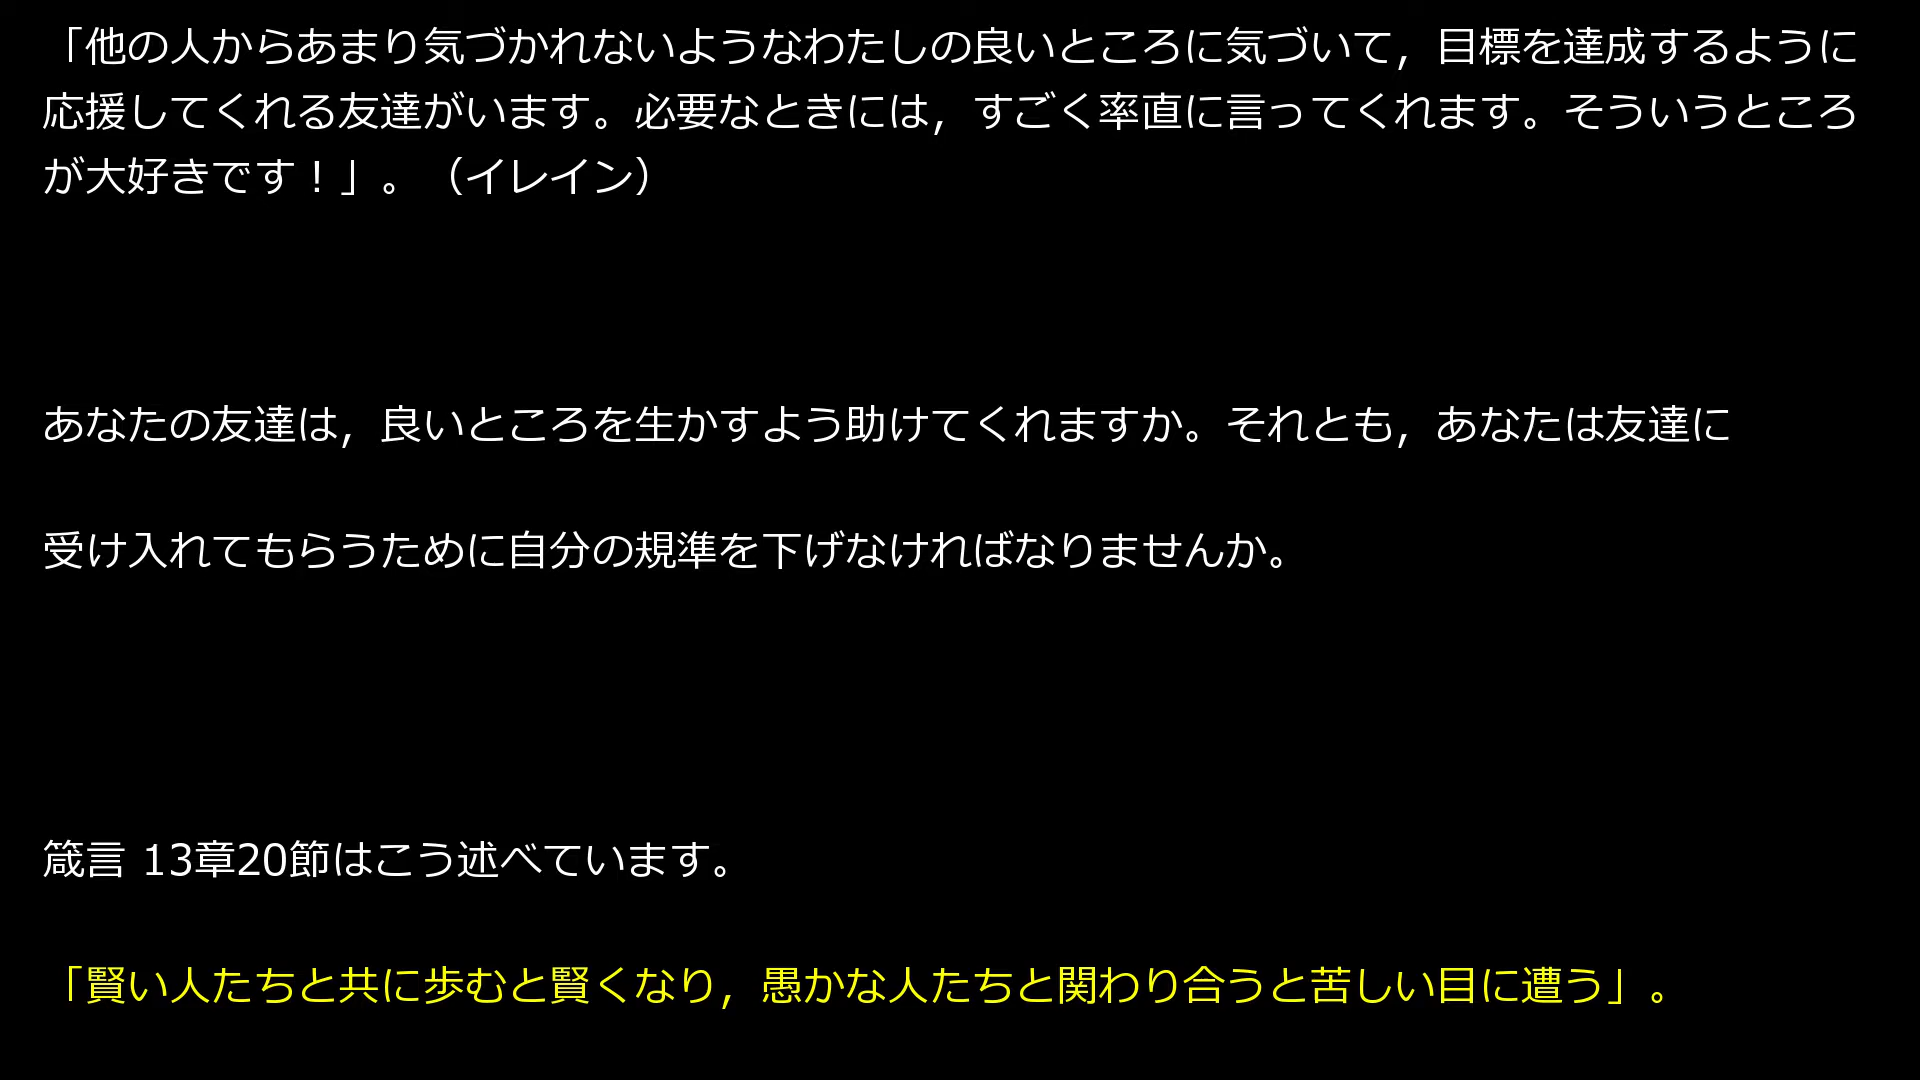 「他の人からあまり気づかれないようなわたしの良いところに気づいて，目標を達成するように
応援してくれる友達がいます。必要なときには，すごく率直に言ってくれます。そういうところ
が大好きです！」。（イレイン）
あなたの友達は，良いところを生かすよう助けてくれますか。それとも，あなたは友達に
受け入れてもらうために自分の規準を下げなければなりませんか。
箴言 13章20節はこう述べています。
「賢い人たちと共に歩むと賢くなり，愚かな人たちと関わり合うと苦しい目に遭う」。